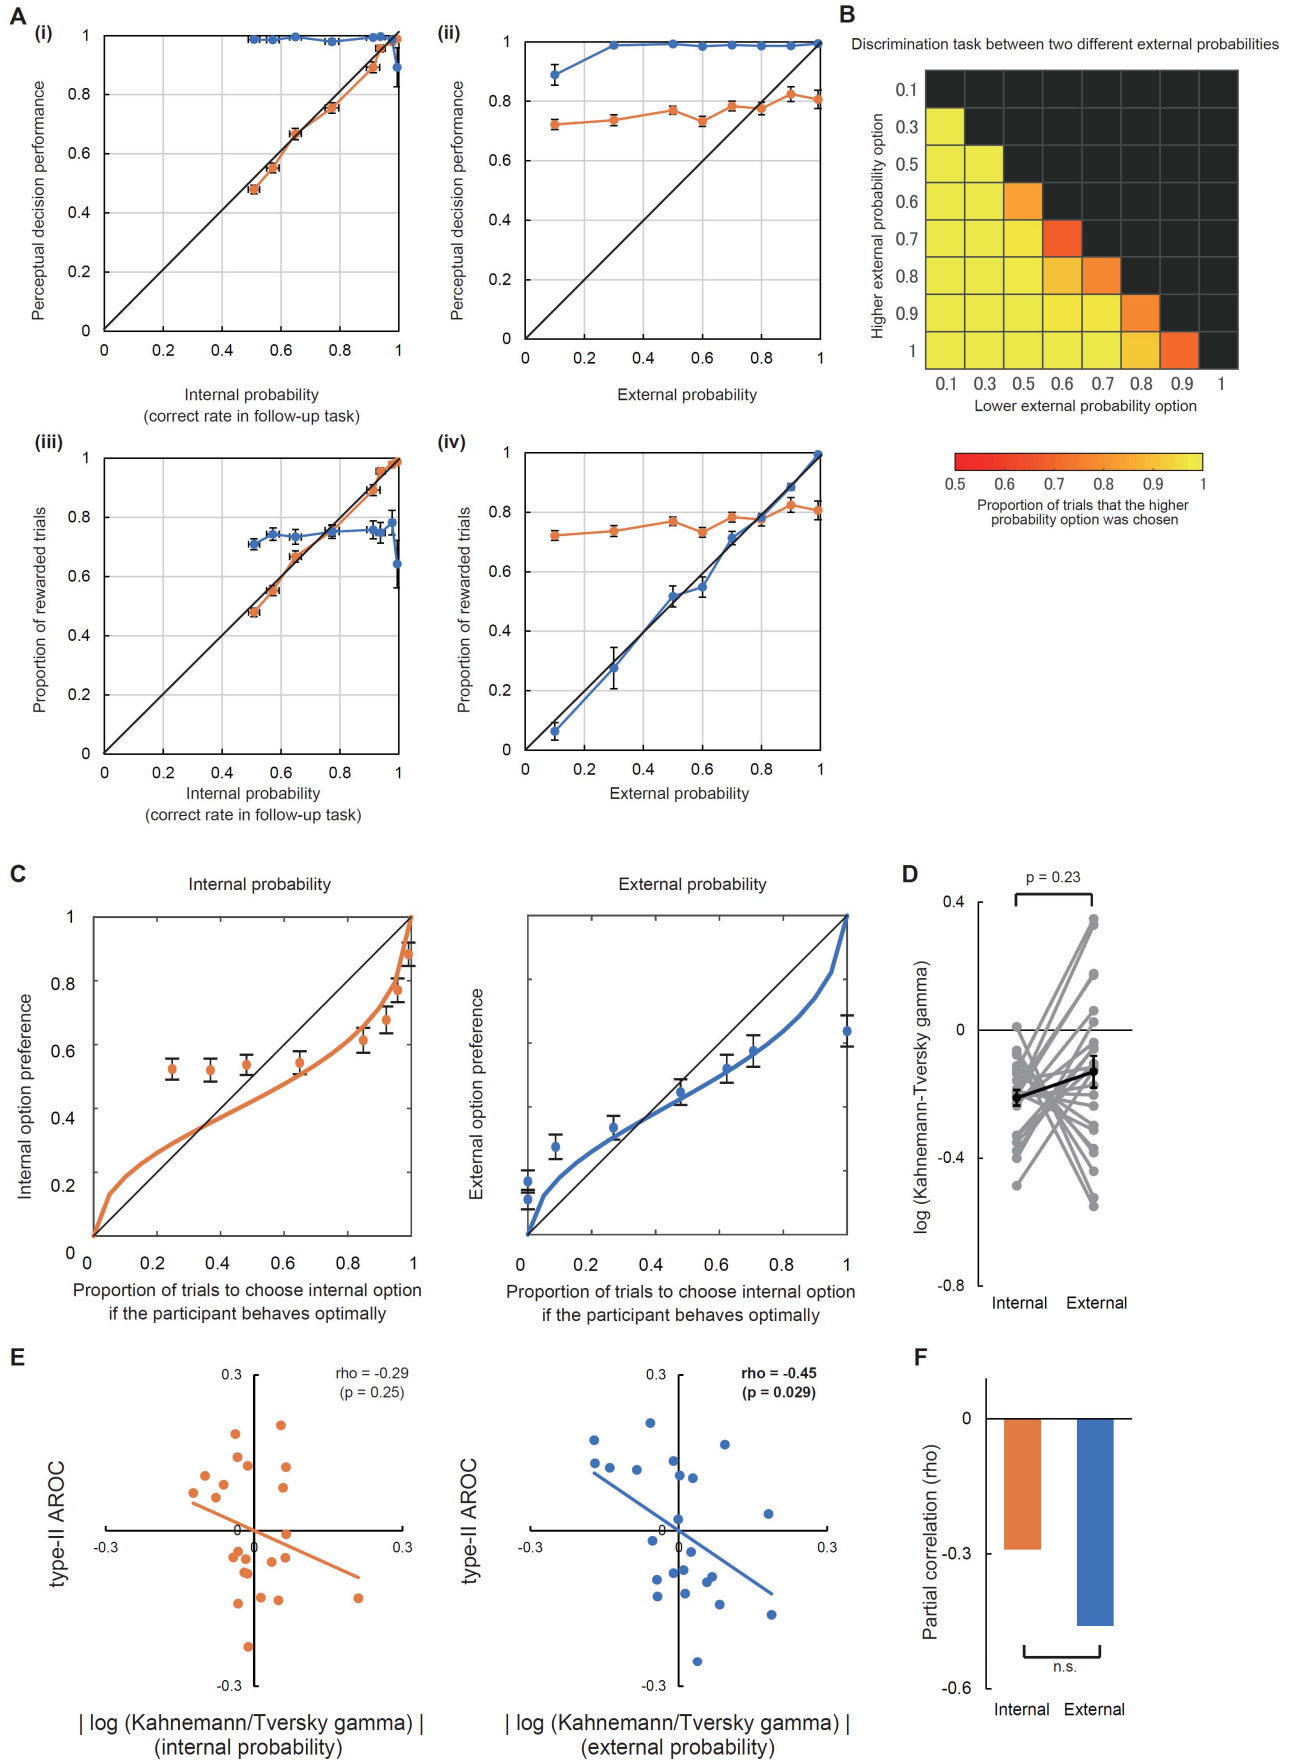 A
(i)
Perceptual decision performance
1
0.8
0.6
0.4
0.2
0
0 0.2 0.4 0.6 0.8 1
Internal probability
(correct rate in follow-up task)
(ii)
Perceptual decision performance
1
0.8
0.6
0.4
0.2
0
0 0.2 0.4 0.6 0.8 1
External probability
B
Discrimination task between two different external probabilities
Higher external probability option
0.1
0.3
0.5
0.6
0.7
0.8
0.9
1
0.1 0.3 0.5 0.6 0.7 0.8 0.9 1
Lower external probability option
0.5 0.6 0.7 0.8 0.9 1
Proportion of trials that the higher
probability option was chosen
(iii)
Proportion of rewarded trials
1
0.8
0.6
0.4
0.2
0
0 0.2 0.4 0.6 0.8 1
Internal probability
(correct rate in follow-up task)
(iv)
Proportion of rewarded trials
1
0.8
0.6
0.4
0.2
0
0 0.2 0.4 0.6 0.8 1
External probability
C
Internal probability
Internal option preference
1
0.8
0.6
0.4
0.2
0
0 0.2 0.4 0.6 0.8 1
Proportion of trials to choose internal option
if the participant behaves optimally
External probability
External option preference
0 0.2 0.4 0.6 0.8 1
Proportion of trials to choose internal option
if the participant behaves optimally
D
p = 0.23
log (Kahnemann-Tversky gamma)
0.4
0
-0.4
-0.8
Internal External
E
type-II AROC
0.3
rho = -0.29
(p = 0.25)
0
-0.3 0 0.3
-0.3
| log (Kahnemann/Tversky gamma) |
(internal probability)
type-II AROC
0.3
rho = -0.45
(p = 0.029)
0
-0.3 0 0.3
-0.3
| log (Kahnemann/Tversky gamma) |
(external probability)
F
Partial correlation (rho)
0
-0.3
-0.6
n.s.
Internal External